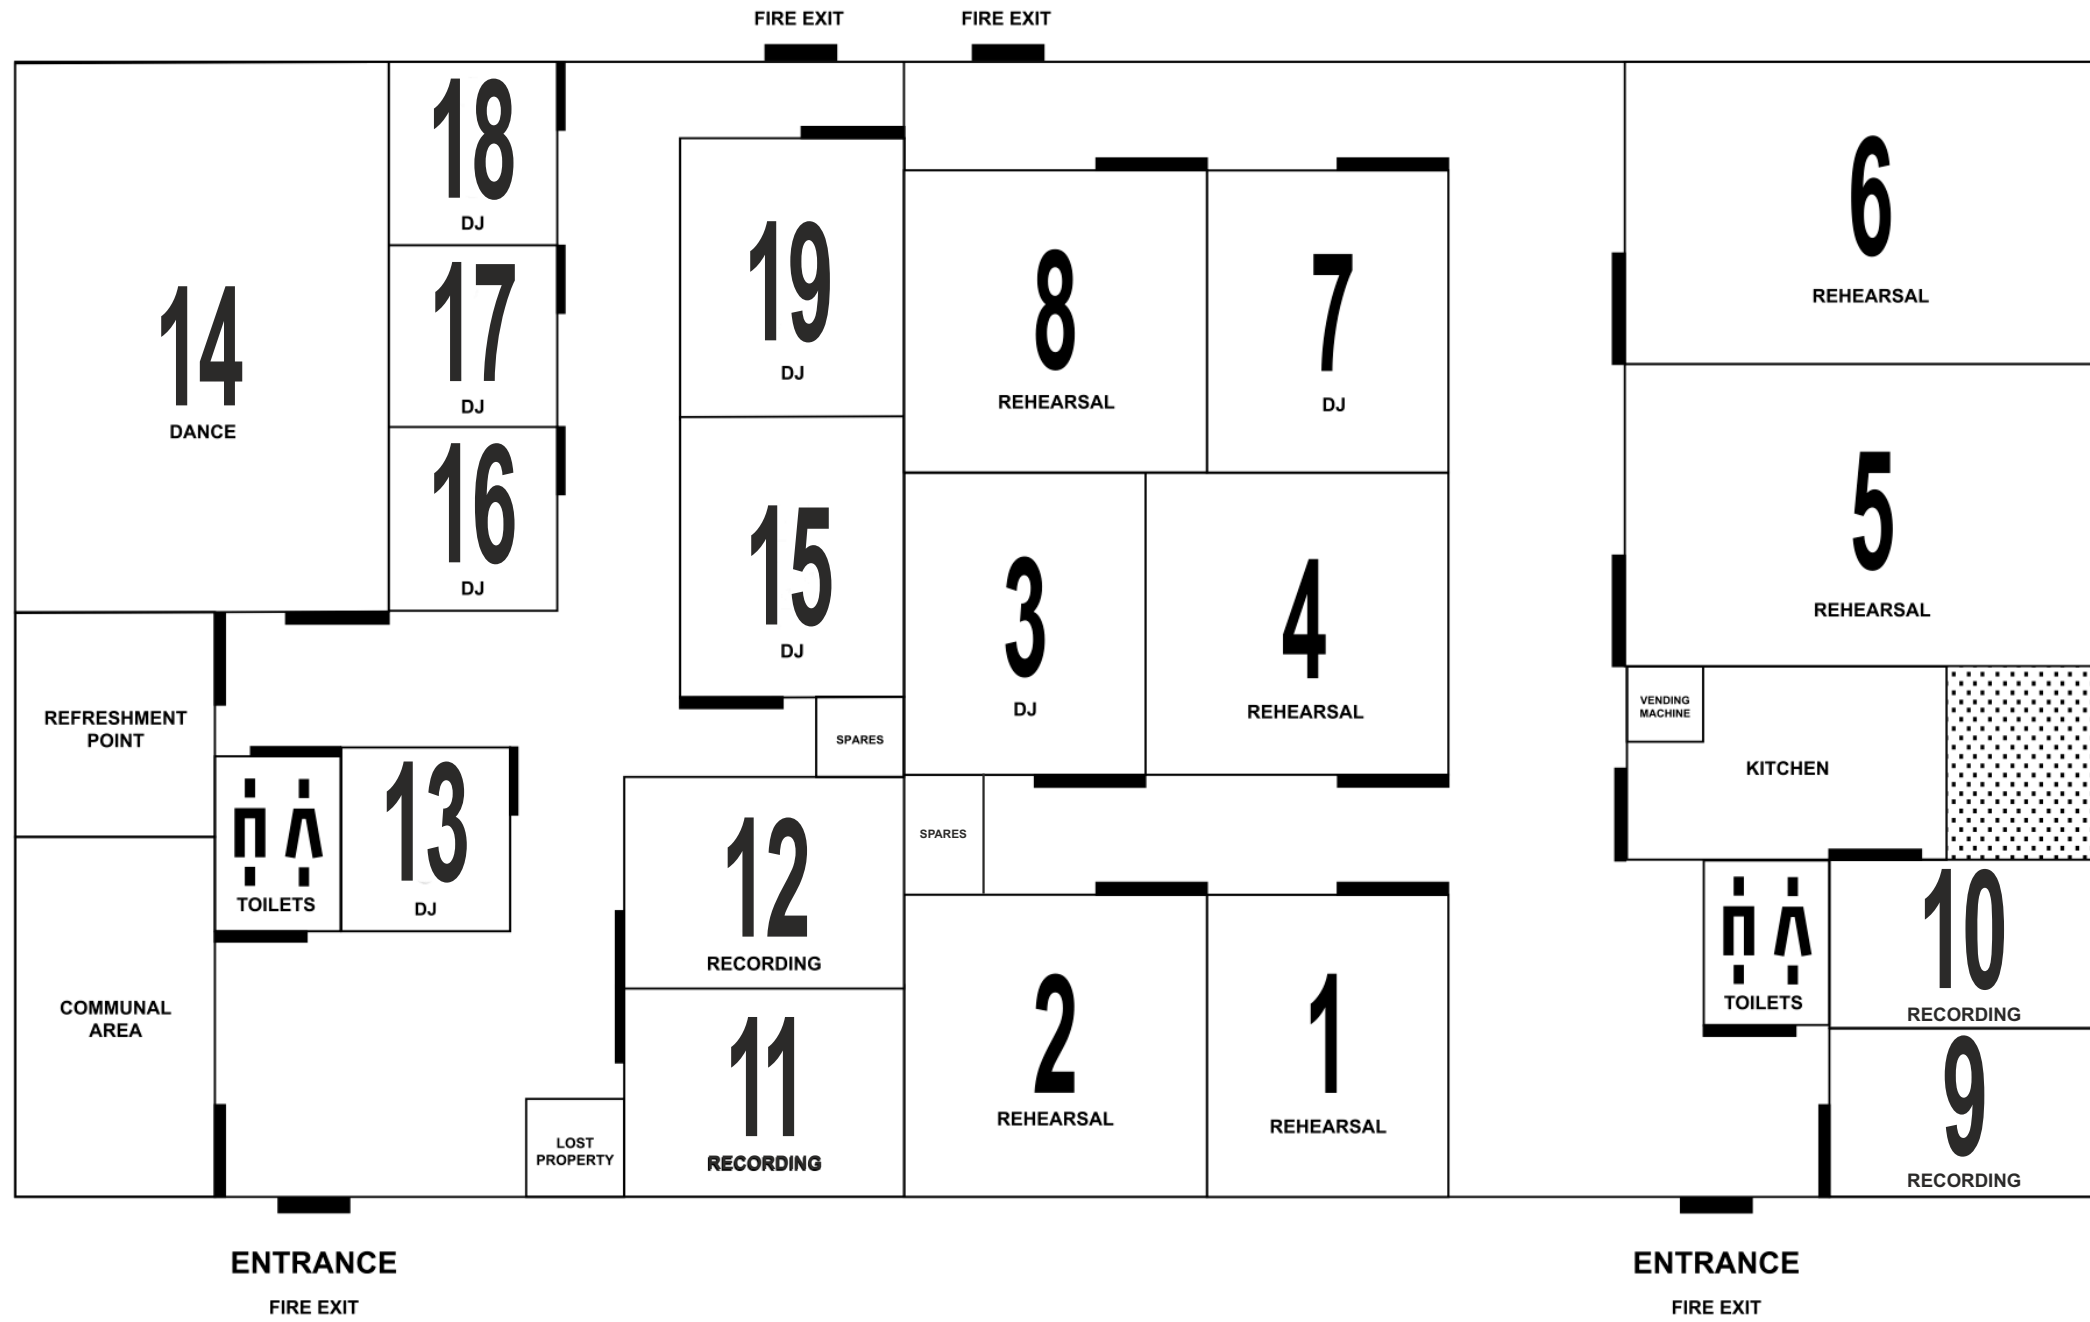 FIRE EXIT
FIRE EXIT
18
DJ
17
DJ
16
DJ
14
DANCE
19
DJ
15
DJ
8
REHEARSAL
7
DJ
6
REHEARSAL
5
REHEARSAL
3
DJ
4
REHEARSAL
REFRESHMENT
POINT
SPARES
VENDING
MACHINE
KITCHEN
TOILETS
13
DJ
12
RECORDING
SPARES
COMMUNAL
AREA
LOST
PROPERTY
11
RECORDING
2
REHEARSAL
1
REHEARSAL
TOILETS
10
RECORDING
9
RECORDING
ENTRANCE
FIRE EXIT
ENTRANCE
FIRE EXIT